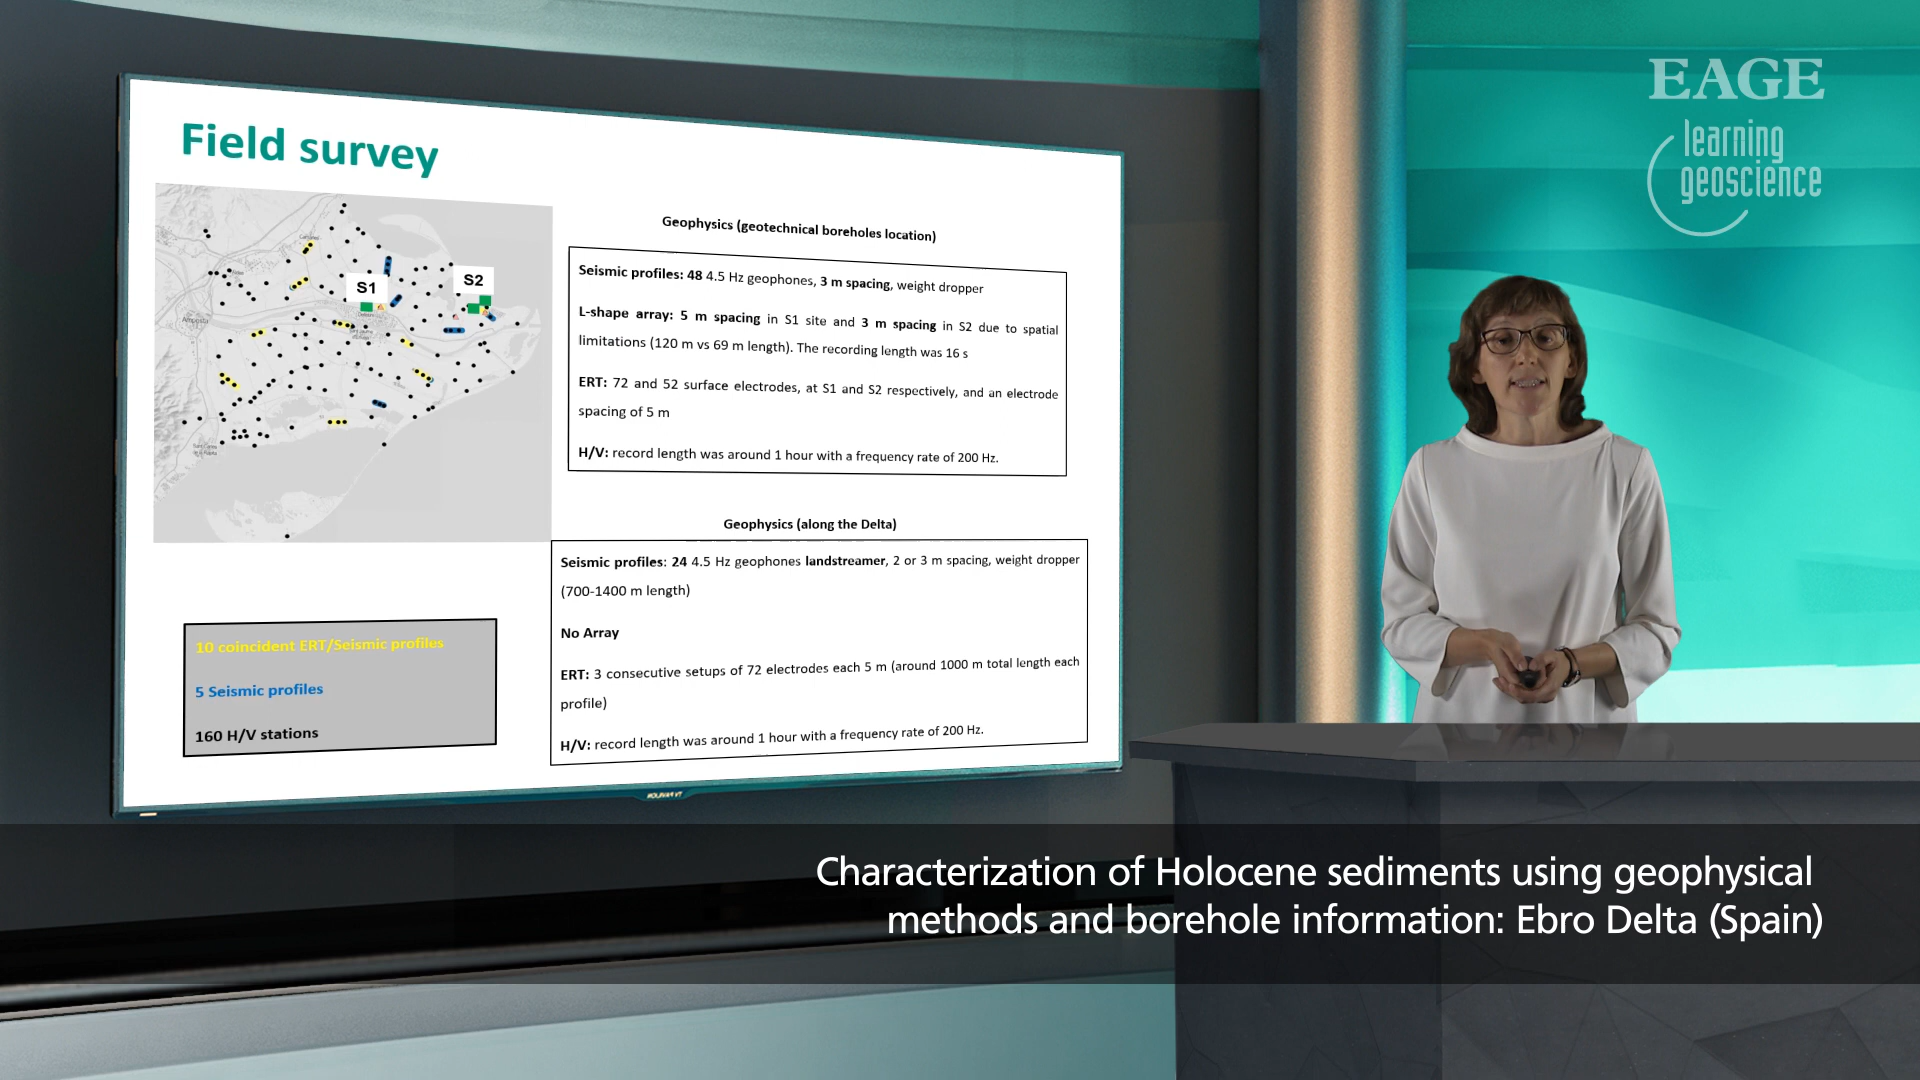 EAGE
learning
geoscience
Field survey
S1
S2
Amposta
Geophysics (geotechnical boreholes location)
Seismic profiles: 48 4.5 Hz geophones, 3 m spacing, weight dropper
L-shape array: 5 m spacing in S1 site and 3 m spacing in S2 due to spatial
limitations (120 m vs 69 m length). The recording length was 16 s
ERT: 72 and 52 surface electrodes, at S1 and S2 respectively, and an electrode
spacing of 5 m
H/V: record length was around 1 hour with a frequency rate of 200 Hz.
Geophysics (along the Delta)
Seismic profiles: 24 4.5 Hz geophones landstreamer, 2 or 3 m spacing, weight dropper
(700-1400 m length)
No Array
ERT: 3 consecutive setups of 72 electrodes each 5 m (around 1000 m total length each
profile)
H/V: record length was around 1 hour with a frequency rate of 200 Hz.
10 coincident ERT/Seismic profiles
5 Seismic profiles
160 H/V stations
Characterization of Holocene sediments using geophysical
methods and borehole information: Ebro Delta (Spain)